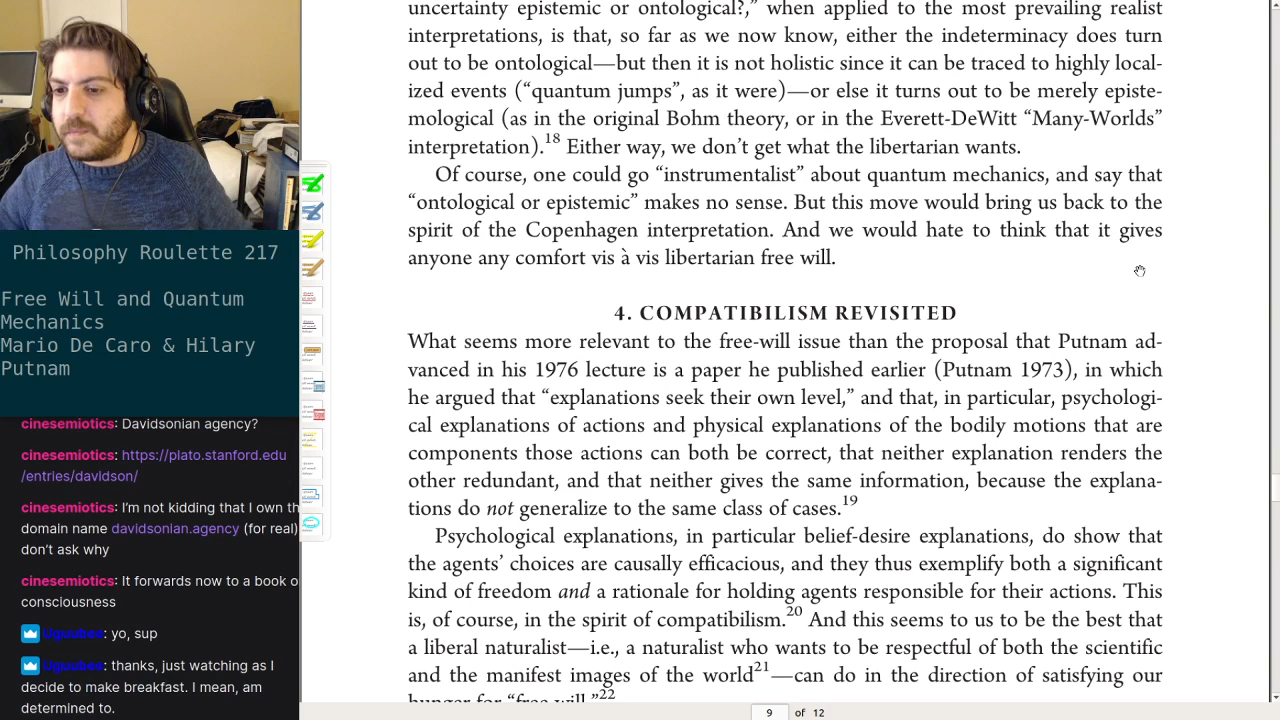 Philosophy Roulette 217
Free Will and Quantum
Mechanics
Mario De Caro & Hilary
Putnam
cinesemiotics: Davidsonian agency?
cinesemiotics: https://plato.stanford.edu
/entries/davidson/
cinesemiotics: I'm not kidding that I own th
domain name davidsonian.agency (for real)
don't ask why
cinesemiotics: It forwards now to a book o
consciousness
Uguubee: yo, sup
Uguubee: thanks, just watching as I
decide to make breakfast. I mean, am
determined to.
uncertainty epistemic or ontological?," when applied to the most prevailing realist
interpretations, is that, so far as we now know, either the indeterminacy does turn
out to be ontological—but then it is not holistic since it can be traced to highly local-
ized events ("quantum jumps", as it were)—or else it turns out to be merely episte-
mological (as in the original Bohm theory, or in the Everett-DeWitt "Many-Worlds"
interpretation).18 Either way, we don't get what the libertarian wants.
Of course, one could go "instrumentalist" about quantum mechanics, and say that
"ontological or epistemic" makes no sense. But this move would bring us back to the
spirit of the Copenhagen interpretation. And we would hate to think that it gives
anyone any comfort vis à vis libertarian free will.
4. COMPATIBILISM REVISITED
What seems more relevant to the free-will issue than the proposal that Putnam ad-
vanced in his 1976 lecture is a paper he published earlier (Putnam 1973), in which
he argued that "explanations seek their own level," and that, in particular, psychologi-
cal explanations of actions and physical explanations of the bodily motions that are
components those actions can both be correct, that neither explanation renders the
other redundant, and that neither gives the same information, because the explana-
tions do not generalize to the same class of cases.19
Psychological explanations, in particular belief-desire explanations, do show that
the agents' choices are causally efficacious, and they thus exemplify both a significant
kind of freedom and a rationale for holding agents responsible for their actions. This
is, of course, in the spirit of compatibilism.20 And this seems to us to be the best that
a liberal naturalist—i.e., a naturalist who wants to be respectful of both the scientific
and the manifest images of the world21—can do in the direction of satisfying our
hunger for "free will."22
9 of 12